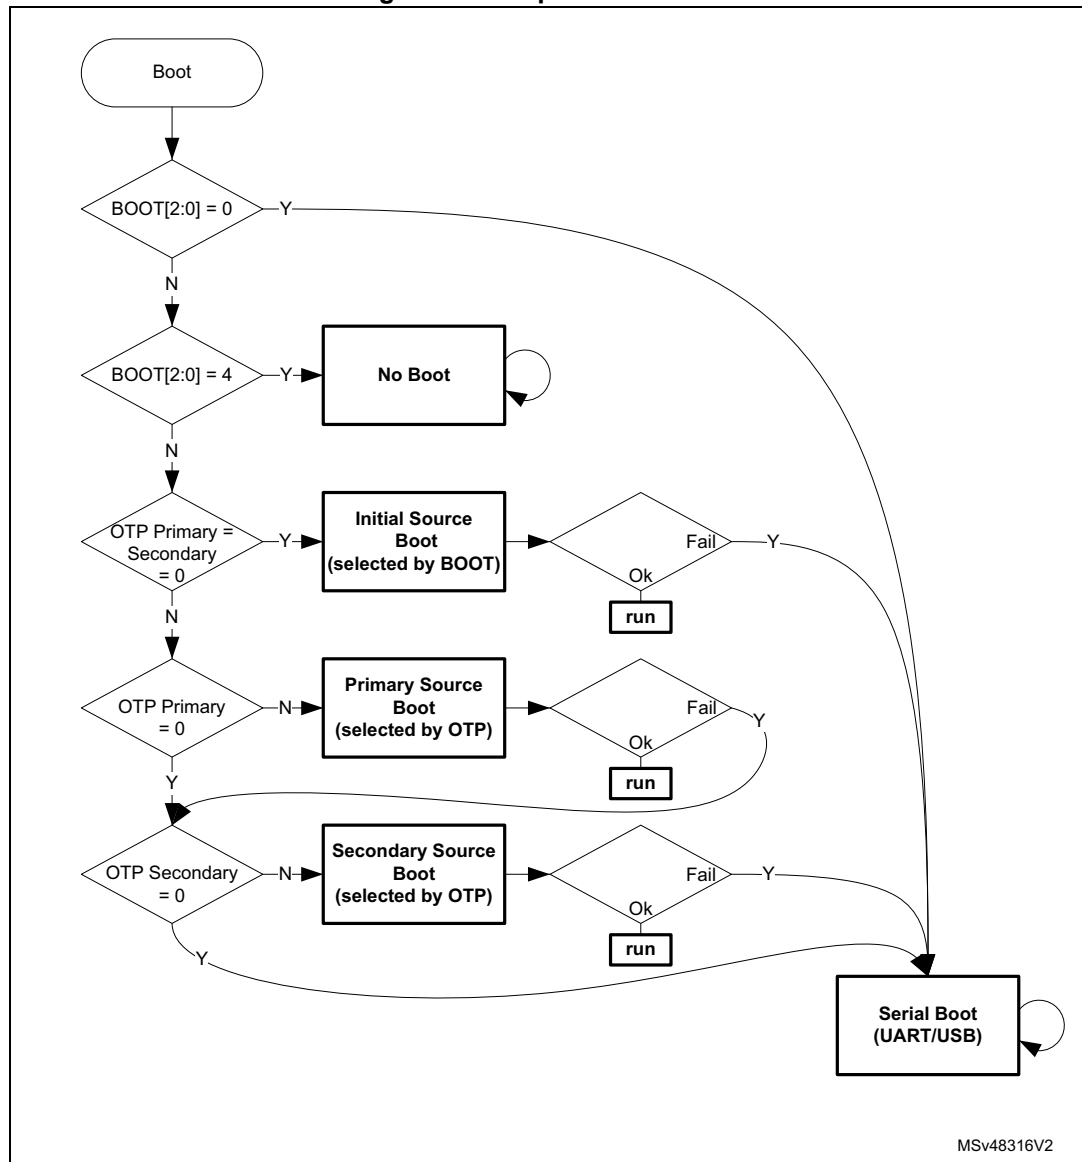 Boot
BOOT[2:0] = 0
Y
N
BOOT[2:0] = 4
Y
No Boot
N
OTP Primary =
Secondary
= 0
Y
Initial Source
Boot
(selected by BOOT)
Fail
Y
Ok
run
N
OTP Primary
= 0
N
Primary Source
Boot
(selected by OTP)
Fail
Y
Ok
run
Y
OTP Secondary
= 0
N
Secondary Source
Boot
(selected by OTP)
Fail
Y
Ok
run
Y
Serial Boot
(UART/USB)
MSv48316V2